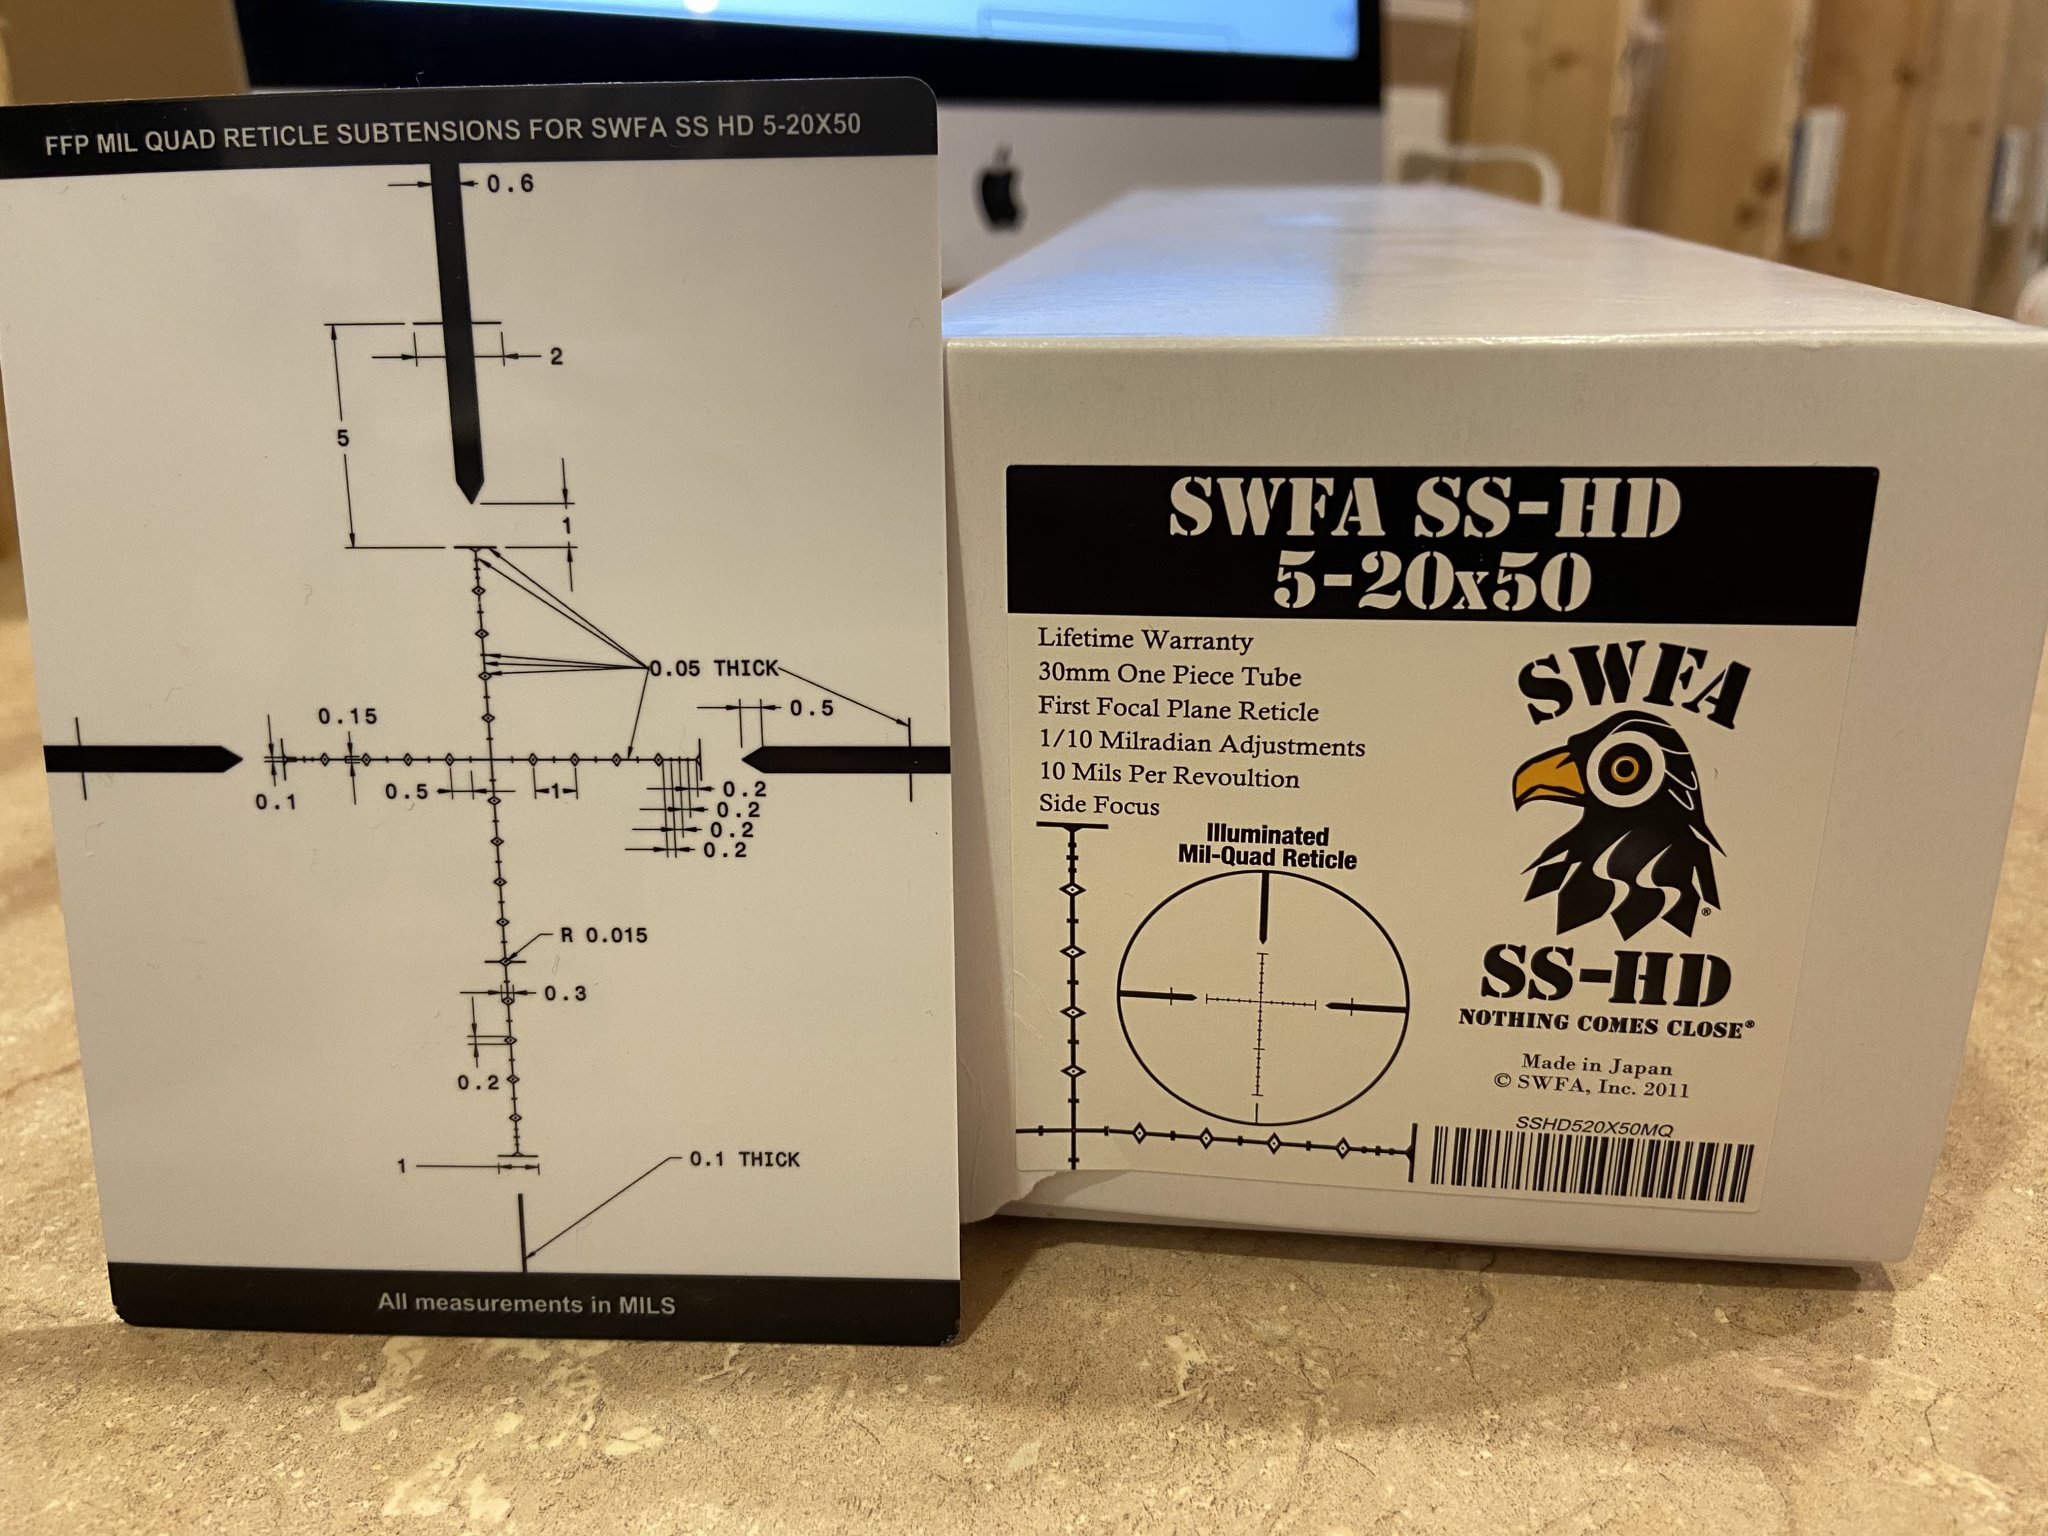 FFP MIL QUAD RETICLE SUBTENSIONS FOR SWFA SS HD 5-20X50
0.6
2
5
1
0.05 THICK
0.5
0.15
0.1
0.5
1
0.2
0.2
0.2
0.2
R 0.015
0.3
0.2
1
0.1 THICK
All measurements in MILS
SWFA SS-HD
5-20x50
Lifetime Warranty
30mm One Piece Tube
First Focal Plane Reticle
1/10 Milradian Adjustments
10 Mils Per Revoultion
Side Focus
Illuminated
Mil-Quad Reticle
SWFA
®
SS-HD
NOTHING COMES CLOSE®
Made in Japan
© SWFA, Inc. 2011
SSHD520X50MQ